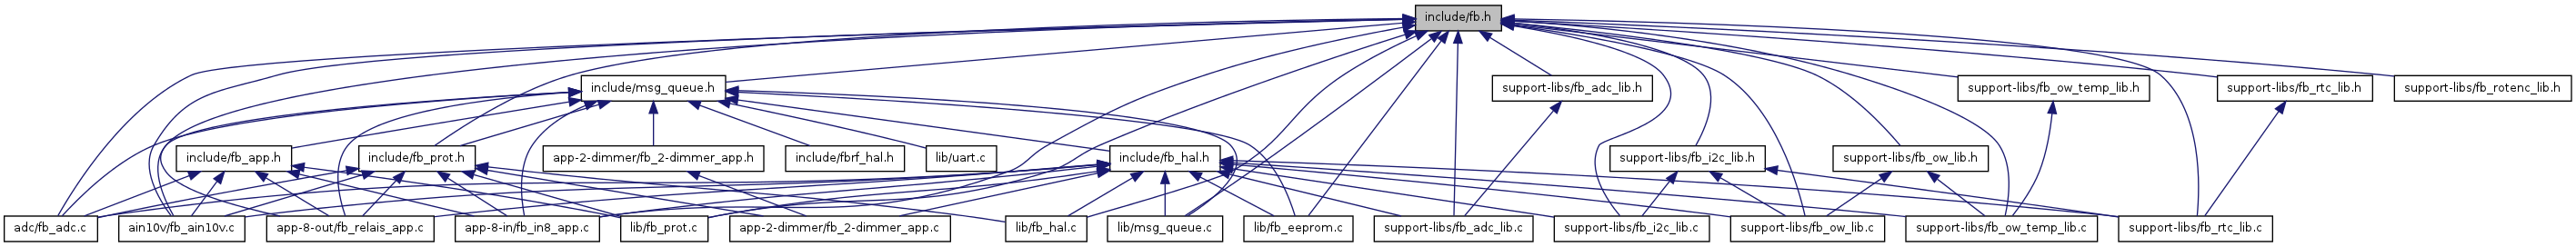 include/fb.h
include/msg_queue.h
support-libs/fb_adc_lib.h
support-libs/fb_ow_temp_lib.h
support-libs/fb_rtc_lib.h
support-libs/fb_rotenc_lib.h
include/fb_app.h
include/fb_prot.h
app-2-dimmer/fb_2-dimmer_app.h
include/fbrf_hal.h
lib/uart.c
include/fb_hal.h
support-libs/fb_i2c_lib.h
support-libs/fb_ow_lib.h
adc/fb_adc.c
ain10v/fb_ain10v.c
app-8-out/fb_relais_app.c
app-8-in/fb_in8_app.c
lib/fb_prot.c
app-2-dimmer/fb_2-dimmer_app.c
lib/fb_hal.c
lib/msg_queue.c
lib/fb_eeprom.c
support-libs/fb_adc_lib.c
support-libs/fb_i2c_lib.c
support-libs/fb_ow_lib.c
support-libs/fb_ow_temp_lib.c
support-libs/fb_rtc_lib.c